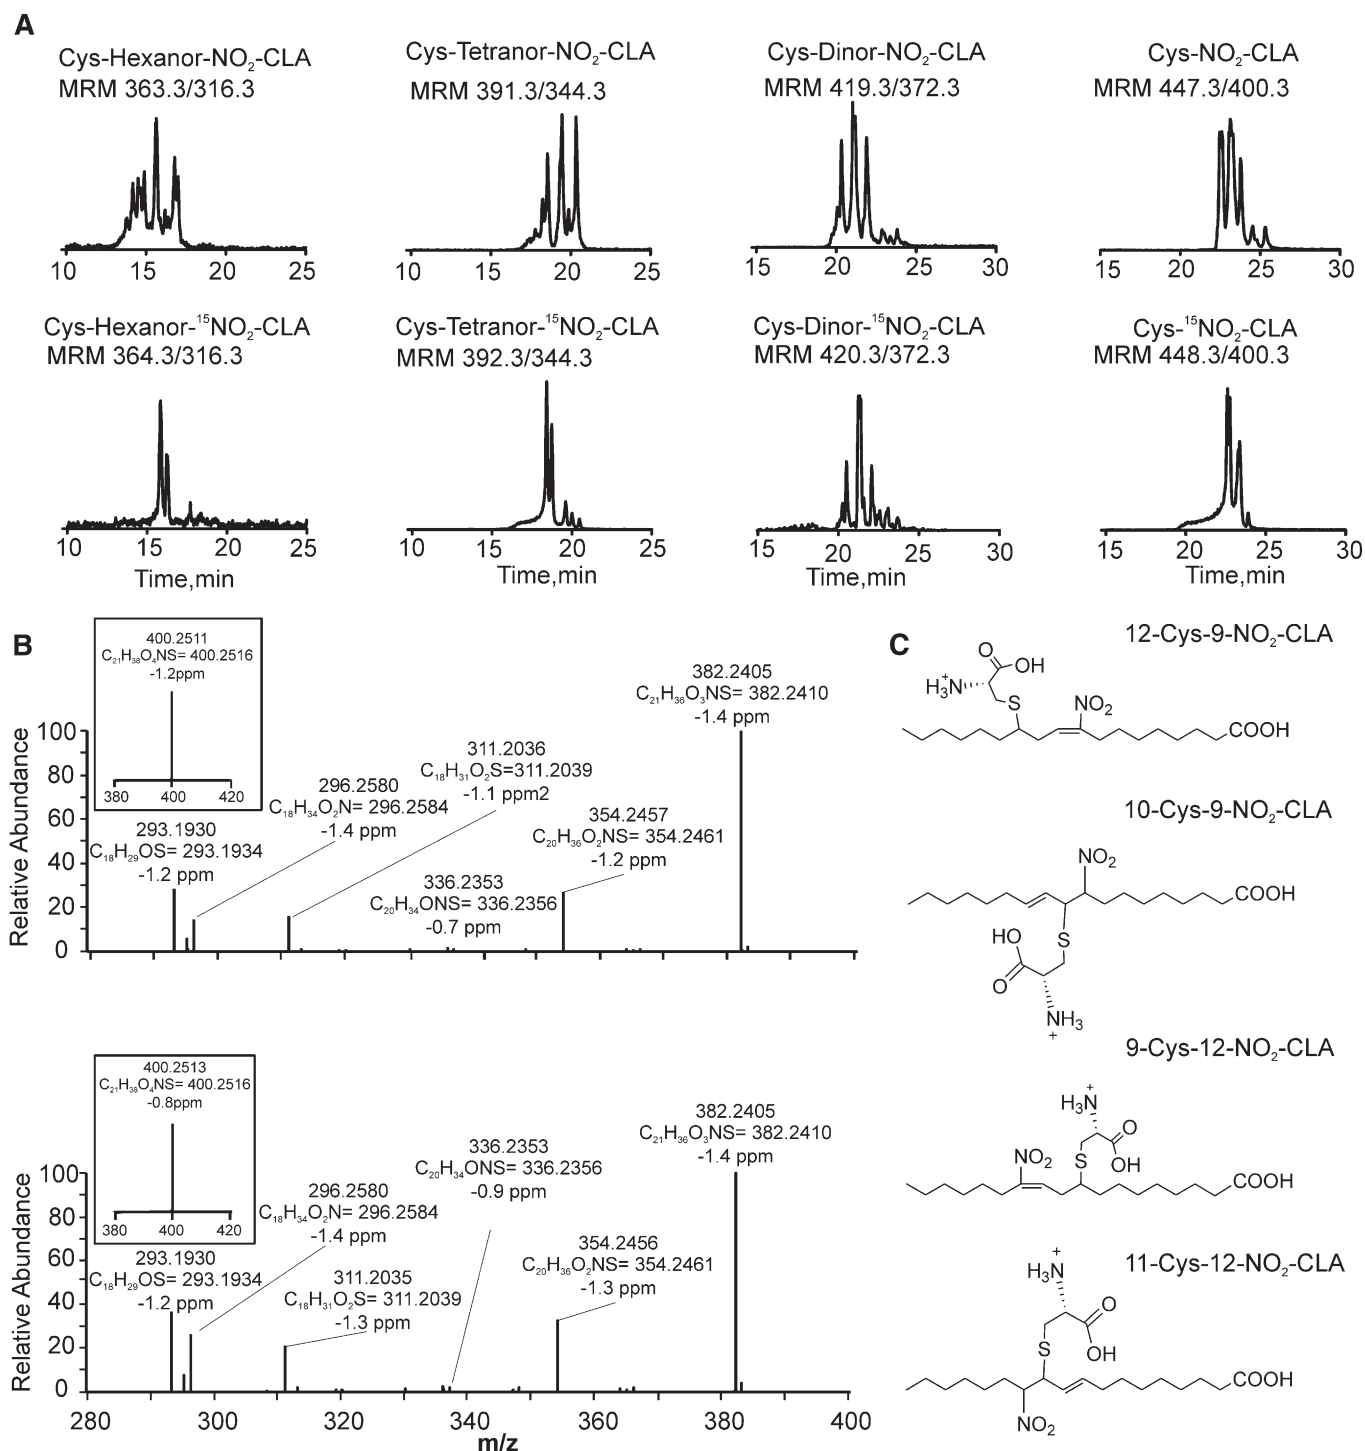 A
Cys-Hexanor-NO₂-CLA
MRM 363.3/316.3
Cys-Tetranor-NO₂-CLA
MRM 391.3/344.3
Cys-Dinor-NO₂-CLA
MRM 419.3/372.3
Cys-NO₂-CLA
MRM 447.3/400.3
10 15 20 25
10 15 20 25
15 20 25 30
15 20 25 30
Cys-Hexanor-¹⁵NO₂-CLA
MRM 364.3/316.3
Cys-Tetranor-¹⁵NO₂-CLA
MRM 392.3/344.3
Cys-Dinor-¹⁵NO₂-CLA
MRM 420.3/372.3
Cys-¹⁵NO₂-CLA
MRM 448.3/400.3
10 15 20 25
10 15 20 25
15 20 25 30
15 20 25 30
Time,min
Time,min
Time,min
Time,min
B
400.2511
C₂₁H₃₈O₄NS= 400.2516
-1.2ppm
380 400 420
382.2405
C₂₁H₃₆O₃NS= 382.2410
-1.4 ppm
311.2036
C₁₈H₃₁O₂S=311.2039
-1.1 ppm2
296.2580
C₁₈H₃₄O₂N= 296.2584
-1.4 ppm
354.2457
C₂₀H₃₆O₂NS= 354.2461
-1.2 ppm
293.1930
C₁₈H₂₉OS= 293.1934
-1.2 ppm
336.2353
C₂₀H₃₄ONS= 336.2356
-0.7 ppm
Relative Abundance
100
80
60
40
20
0
400.2513
C₂₁H₃₈O₄NS= 400.2516
-0.8ppm
380 400 420
382.2405
C₂₁H₃₆O₃NS= 382.2410
-1.4 ppm
336.2353
C₂₀H₃₄ONS= 336.2356
-0.9 ppm
296.2580
C₁₈H₃₄O₂N= 296.2584
-1.4 ppm
354.2456
C₂₀H₃₆O₂NS= 354.2461
-1.3 ppm
293.1930
C₁₈H₂₉OS= 293.1934
-1.2 ppm
311.2035
C₁₈H₃₁O₂S= 311.2039
-1.3 ppm
Relative Abundance
100
80
60
40
20
0
280 300 320 340 360 380 400
m/z
C
12-Cys-9-NO₂-CLA
O
OH
H₃N
+
S
NO₂
COOH
10-Cys-9-NO₂-CLA
NO₂
COOH
S
HO
O
NH₃
+
9-Cys-12-NO₂-CLA
+
H₃N
O
OH
S
NO₂
COOH
11-Cys-12-NO₂-CLA
+
H₃N
O
OH
S
COOH
NO₂